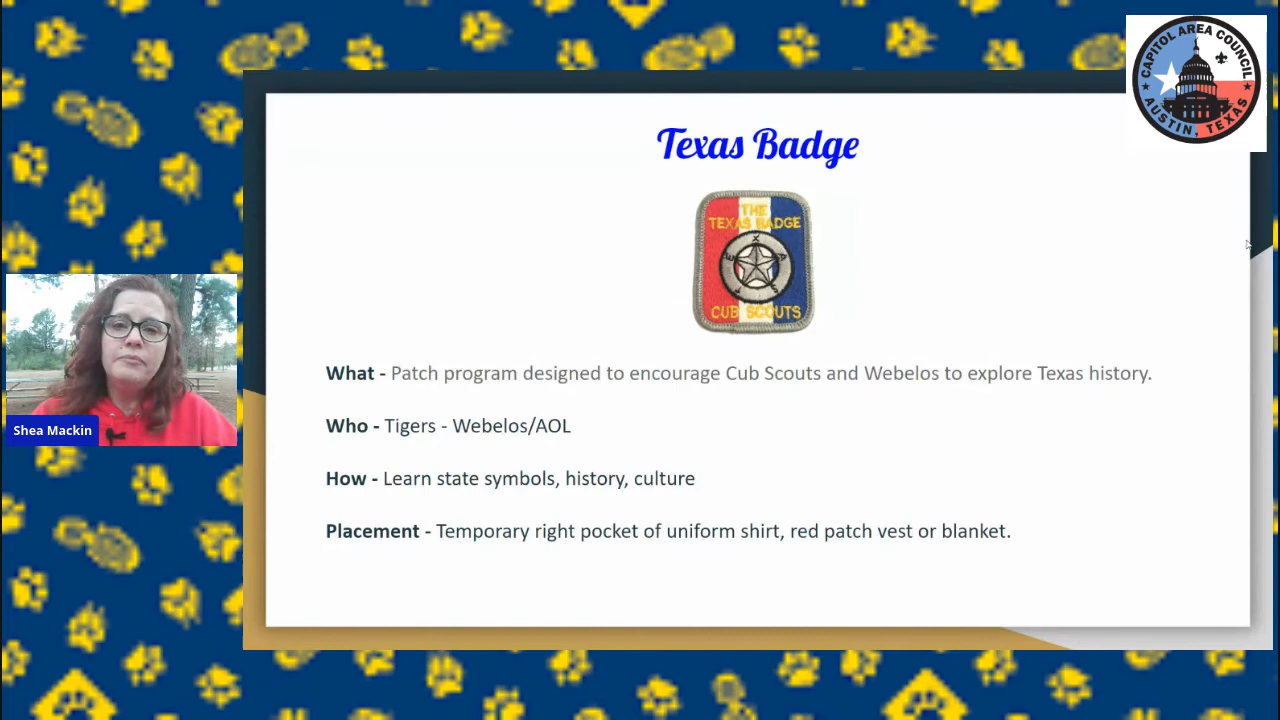 CAPITOL AREA COUNCIL
AUSTIN, TEXAS
Texas Badge
THE
TEXAS BADGE
TEXAS
CUB SCOUTS
What - Patch program designed to encourage Cub Scouts and Webelos to explore Texas history.
Who - Tigers - Webelos/AOL
How - Learn state symbols, history, culture
Placement - Temporary right pocket of uniform shirt, red patch vest or blanket.
Shea Mackin